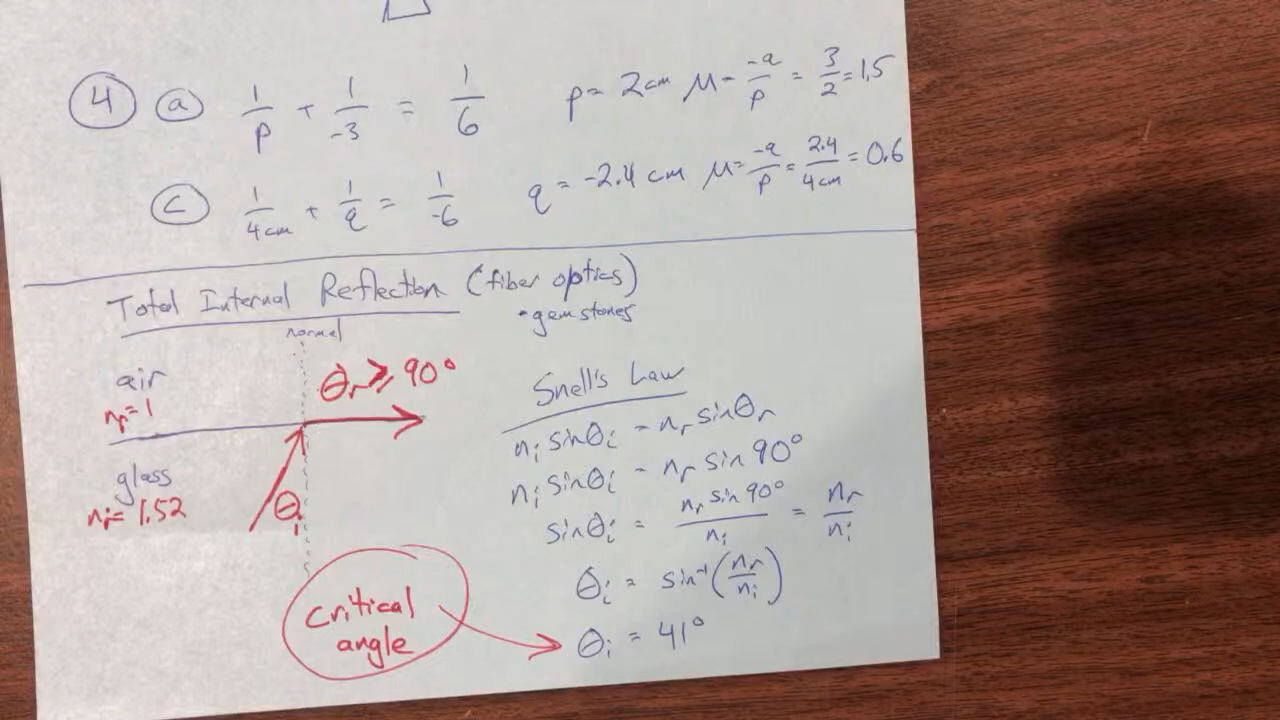 ④ ⓐ 1/p + 1/-3 = 1/6 p = 2cm M = -q/p = 3/2 = 1.5
ⓒ 1/4cm + 1/q = 1/-6 q = -2.4 cm M = -q/p = 2.4/4cm = 0.6
Total Internal Reflection (fiber optics)
• gem stones
normal
air
nᵣ = 1
θᵣ ≥ 90°
glass
nᵢ = 1.52
θᵢ
critical
angle
Snell's Law
nᵢ sinθᵢ = nᵣ sinθᵣ
nᵢ sinθᵢ = nᵣ sin 90°
sinθᵢ = nᵣ sin 90°/nᵢ = nᵣ/nᵢ
θᵢ = sin⁻¹(nᵣ/nᵢ)
θᵢ = 41°